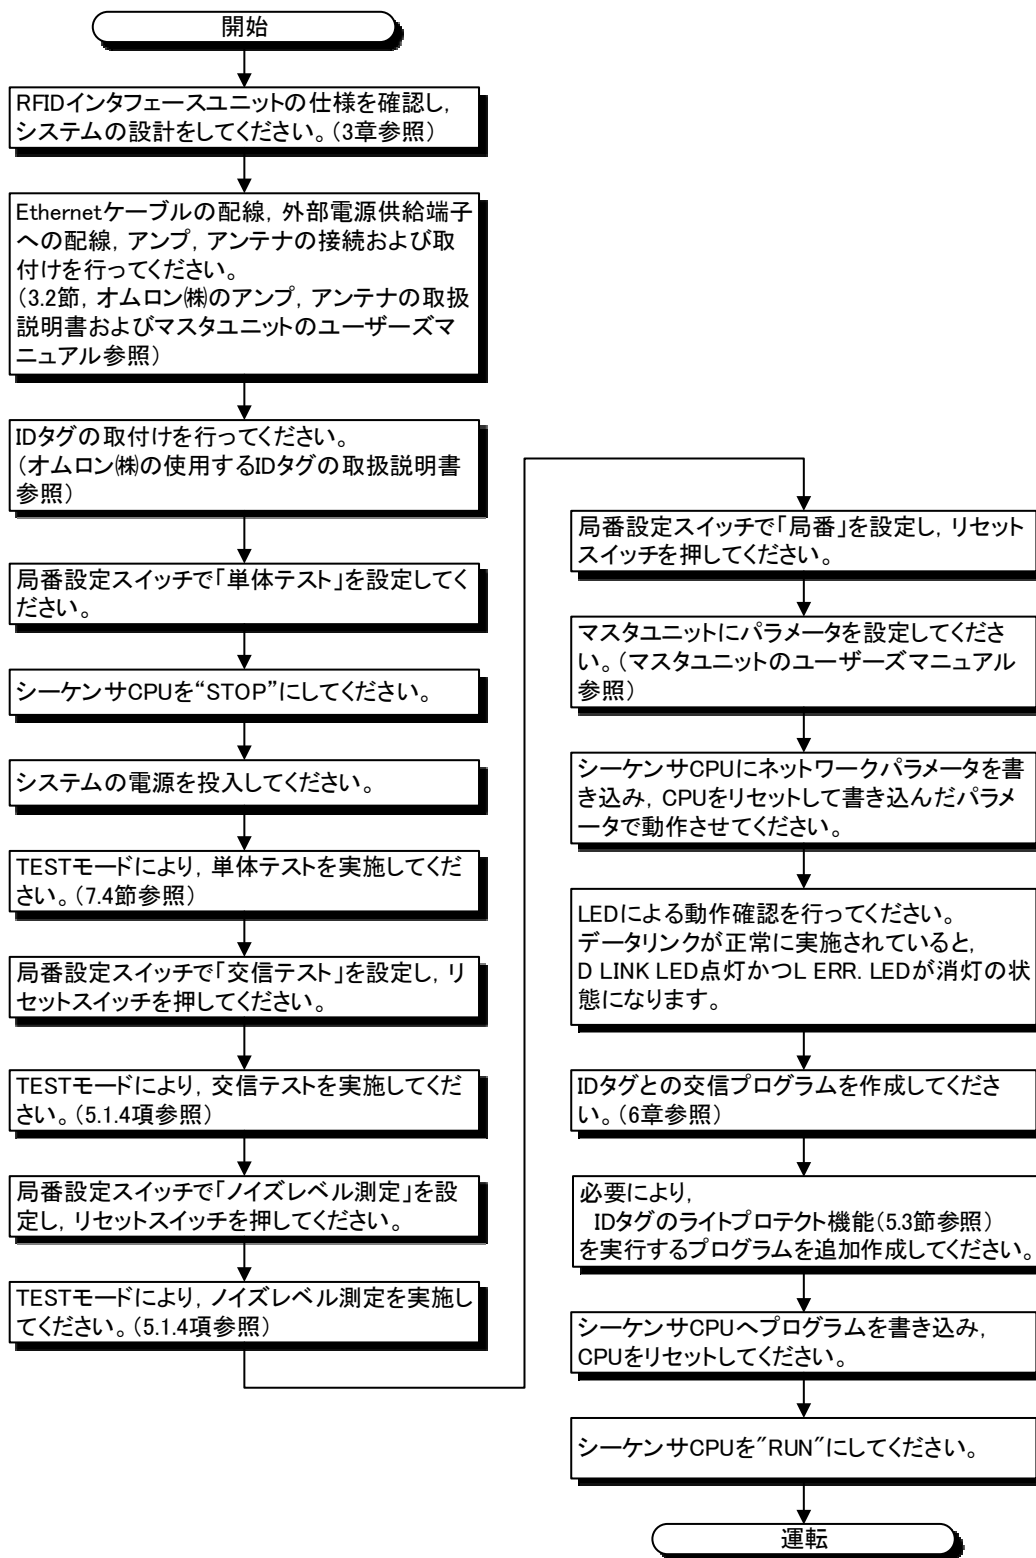 開始
RFIDインタフェースユニットの仕様を確認し,
システムの設計をしてください。(3章参照)
Ethernetケーブルの配線, 外部電源供給端子
への配線, アンプ, アンテナの接続および取
付けを行ってください。
(3.2節, オムロン㈱のアンプ, アンテナの取扱
説明書およびマスタユニットのユーザーズマ
ニュアル参照)
IDタグの取付けを行ってください。
(オムロン㈱の使用するIDタグの取扱説明書
参照)
局番設定スイッチで「単体テスト」を設定してく
ださい。
シーケンサCPUを“STOP”にしてください。
システムの電源を投入してください。
TESTモードにより, 単体テストを実施してくだ
さい。(7.4節参照)
局番設定スイッチで「交信テスト」を設定し, リ
セットスイッチを押してください。
TESTモードにより, 交信テストを実施してくだ
さい。(5.1.4項参照)
局番設定スイッチで「ノイズレベル測定」を設
定し, リセットスイッチを押してください。
TESTモードにより, ノイズレベル測定を実施し
てください。(5.1.4項参照)
局番設定スイッチで「局番」を設定し, リセット
スイッチを押してください。
マスタユニットにパラメータを設定してくださ
い。(マスタユニットのユーザーズマニュアル
参照)
シーケンサCPUにネットワークパラメータを書
き込み, CPUをリセットして書き込んだパラメ
ータで動作させてください。
LEDによる動作確認を行ってください。
データリンクが正常に実施されていると,
D LINK LED点灯かつL ERR. LEDが消灯の状
態になります。
IDタグとの交信プログラムを作成してくださ
い。(6章参照)
必要により,
IDタグのライトプロテクト機能(5.3節参照)
を実行するプログラムを追加作成してください。
シーケンサCPUへプログラムを書き込み,
CPUをリセットしてください。
シーケンサCPUを"RUN"にしてください。
運転